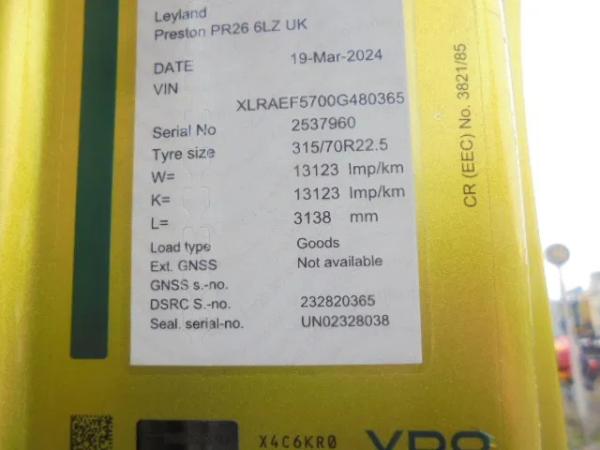 Leyland
Preston PR26 6LZ UK
DATE 19-Mar-2024
VIN
XLRAEF5700G480365
Serial No 2537960
Tyre size 315/70R22.5
W= 13123 Imp/km
K= 13123 Imp/km
L= 3138 mm
Load type Goods
Ext. GNSS Not available
GNSS s.-no.
DSRC S.-no. 232820365
Seal. serial-no. UN02328038
CR (EEC) No. 3821/85
X4C6KR0